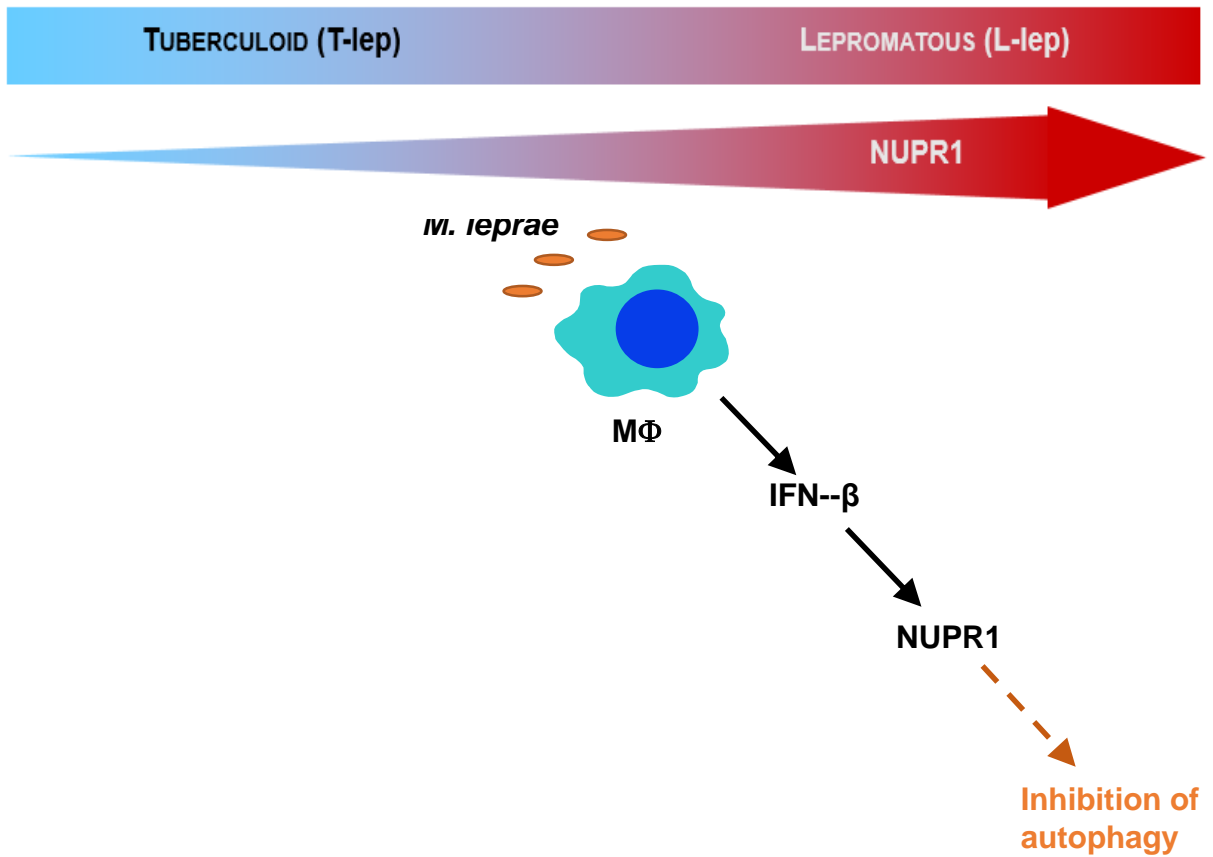 TUBERCULOID (T-lep)
LEPROMATOUS (L-lep)
NUPR1
M. leprae
MΦ
IFN--β
NUPR1
Inhibition of
autophagy